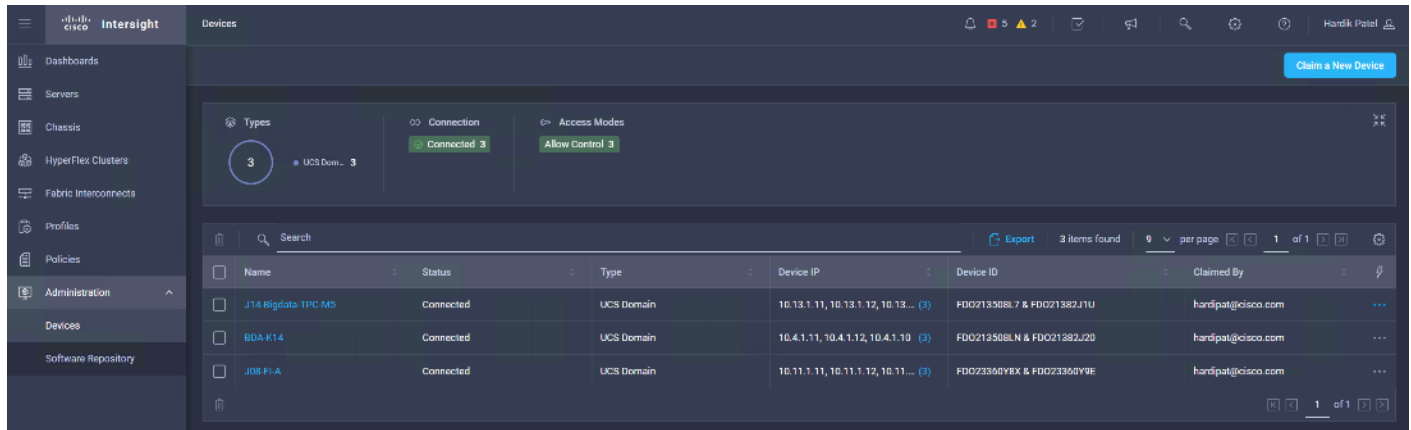 cisco Intersight
Devices
5 2
Hardik Patel
Dashboards
Servers
Chassis
HyperFlex Clusters
Fabric Interconnects
Profiles
Policies
Administration
Devices
Software Repository
Claim a New Device
Types
3
UCS Dom... 3
Connection
Connected 3
Access Modes
Allow Control 3
Search
Export 3 items found 9 per page 1 of 1
Name Status Type Device IP Device ID Claimed By
J14-Bigdata-TPC-M5 Connected UCS Domain 10.13.1.11, 10.13.1.12, 10.13... (3) FDO213508L7 & FDO21382J1U hardipat@cisco.com ...
BDA-K14 Connected UCS Domain 10.4.1.11, 10.4.1.12, 10.4.1.10 (3) FDO213508LN & FDO21382J20 hardipat@cisco.com ...
J08-FI-A Connected UCS Domain 10.11.1.11, 10.11.1.12, 10.11... (3) FDO23360Y8X & FDO23360Y9E hardipat@cisco.com ...
1 of 1